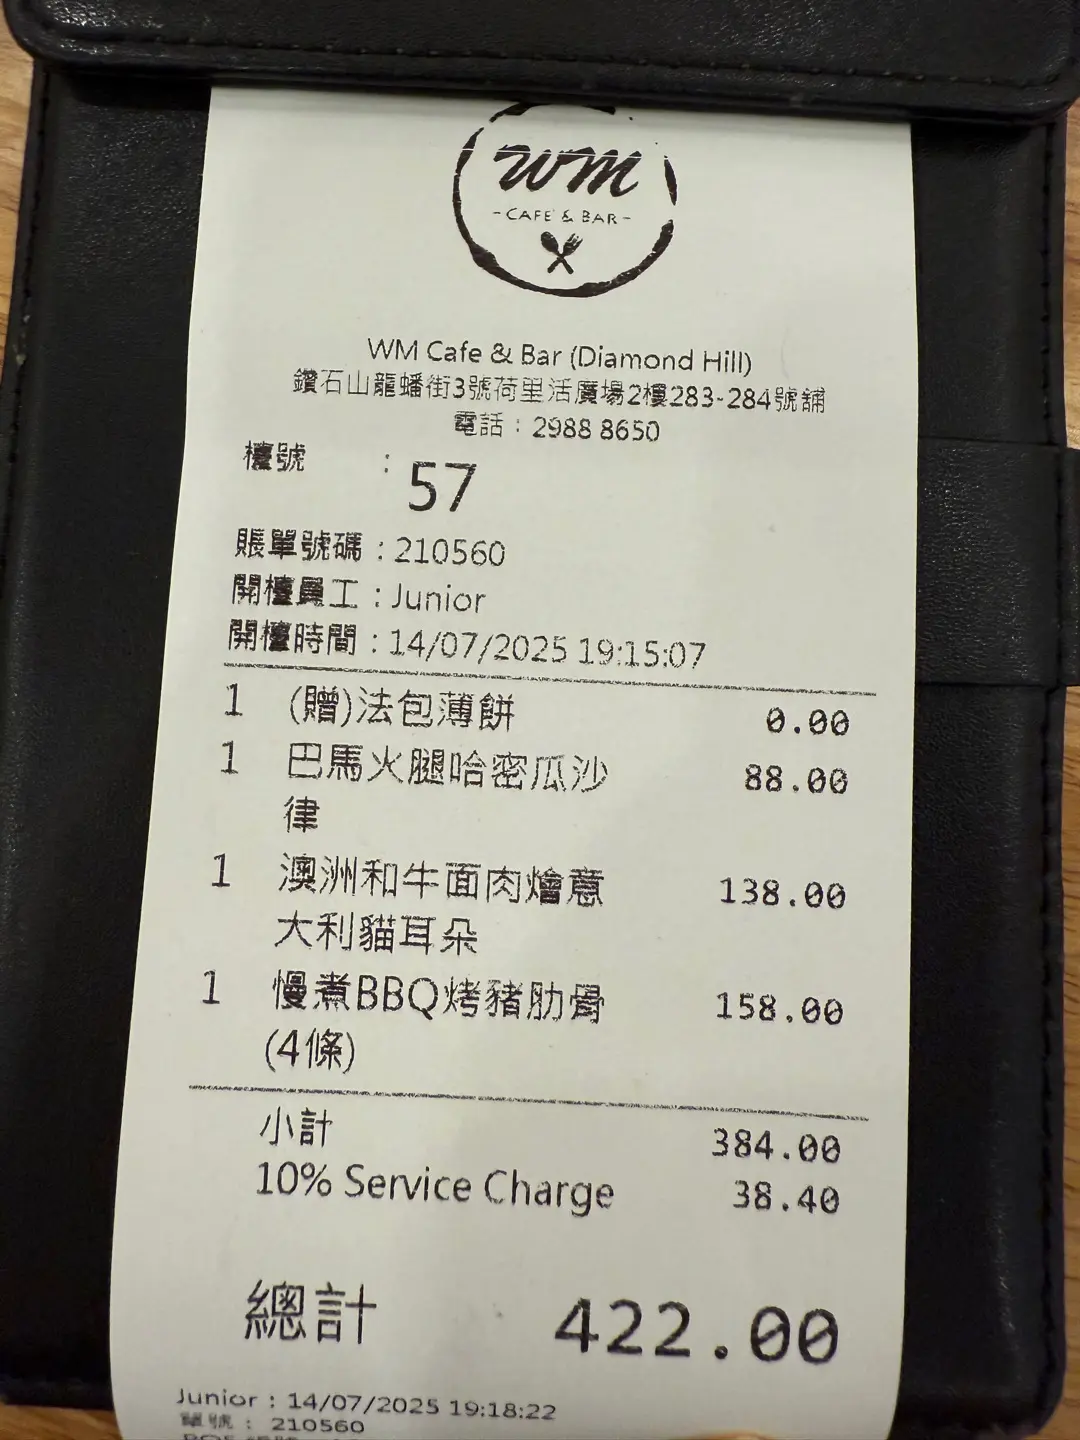 WM
- CAFE & BAR -
WM Cafe & Bar (Diamond Hill)
鑽石山龍蟠街3號荷里活廣場2樓283-284號舖
電話：2988 8650
檯號 : 57
賬單號碼 : 210560
開檯員工 : Junior
開檯時間 : 14/07/2025 19:15:07
1 (贈)法包薄餅 0.00
1 巴馬火腿哈密瓜沙 88.00
律
1 澳洲和牛面肉燴意 138.00
大利貓耳朵
1 慢煮BBQ烤豬肋骨 158.00
(4條)
小計 384.00
10% Service Charge 38.40
總計 422.00
Junior : 14/07/2025 19:18:22
單號 : 210560